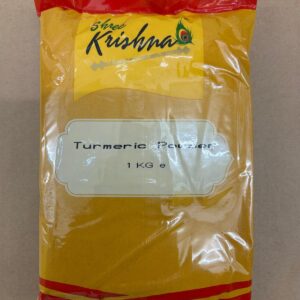 Shree
Krishna
Turmeric Powder
1 KG e